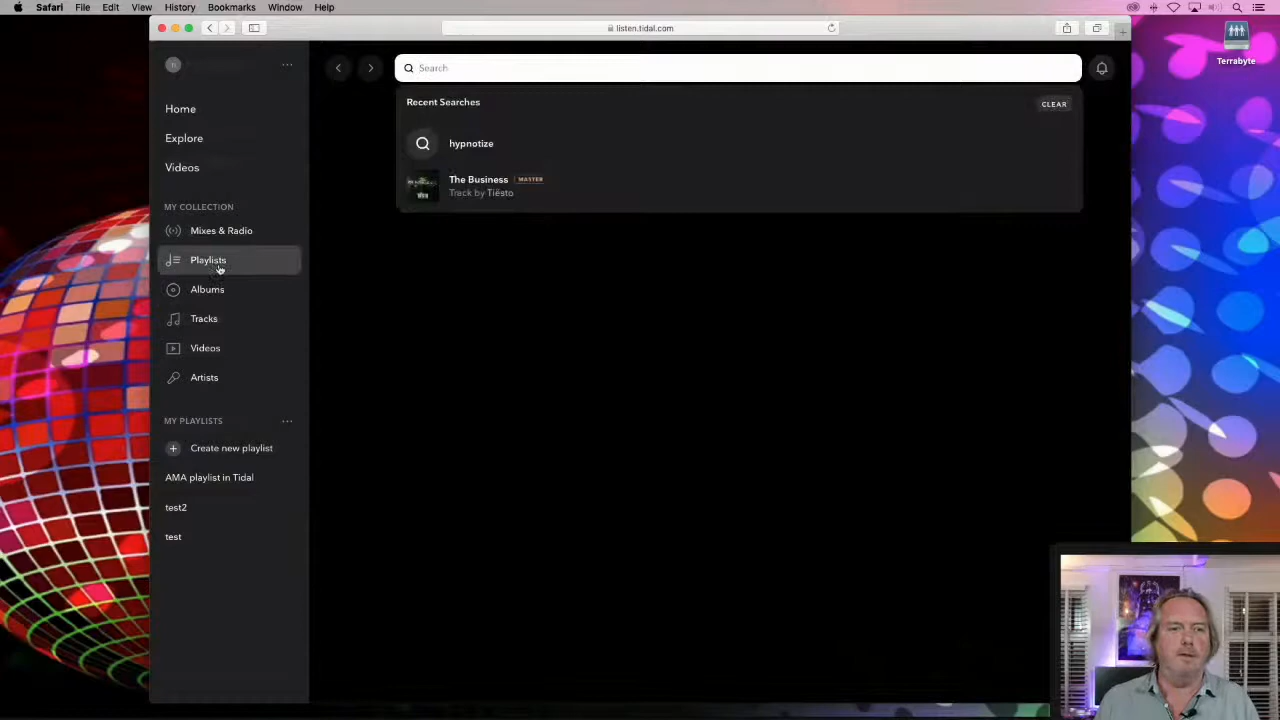 Safari File Edit View History Bookmarks Window Help
listen.tidal.com
Terrabyte
Search
Recent Searches
CLEAR
hypnotize
The Business MASTER
Track by Tiësto
Home
Explore
Videos
MY COLLECTION
Mixes & Radio
Playlists
Albums
Tracks
Videos
Artists
MY PLAYLISTS
Create new playlist
AMA playlist in Tidal
test2
test